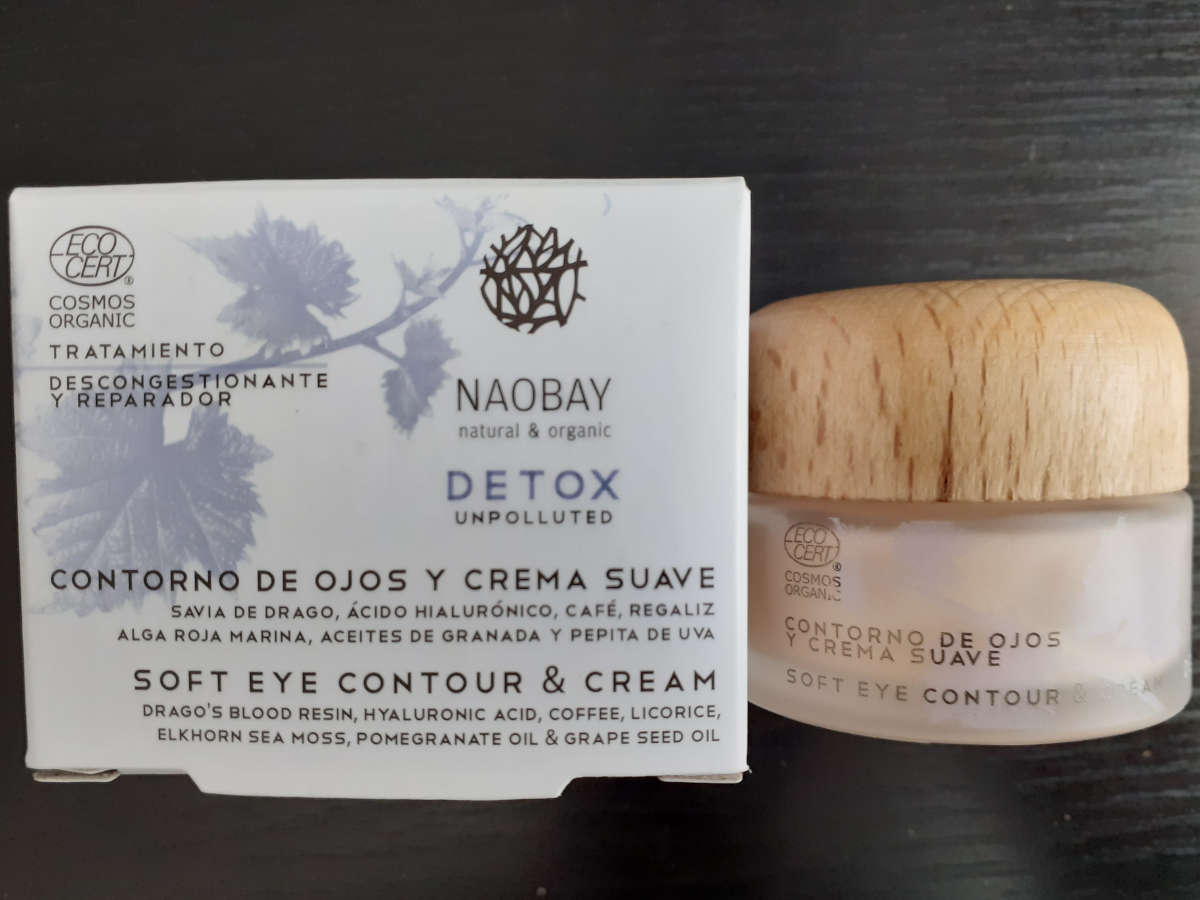 ECO
CERT
®
COSMOS
ORGANIC
TRATAMIENTO
DESCONGESTIONANTE
Y REPARADOR
NAOBAY
natural & organic
DETOX
UNPOLLUTED
CONTORNO DE OJOS Y CREMA SUAVE
SAVIA DE DRAGO, ÁCIDO HIALURÓNICO, CAFÉ, REGALIZ
ALGA ROJA MARINA, ACEITES DE GRANADA Y PEPITA DE UVA
SOFT EYE CONTOUR & CREAM
DRAGO'S BLOOD RESIN, HYALURONIC ACID, COFFEE, LICORICE,
ELKHORN SEA MOSS, POMEGRANATE OIL & GRAPE SEED OIL
ECO
CERT
®
COSMOS
ORGANIC
CONTORNO DE OJOS
Y CREMA SUAVE
SOFT EYE CONTOUR & CREAM